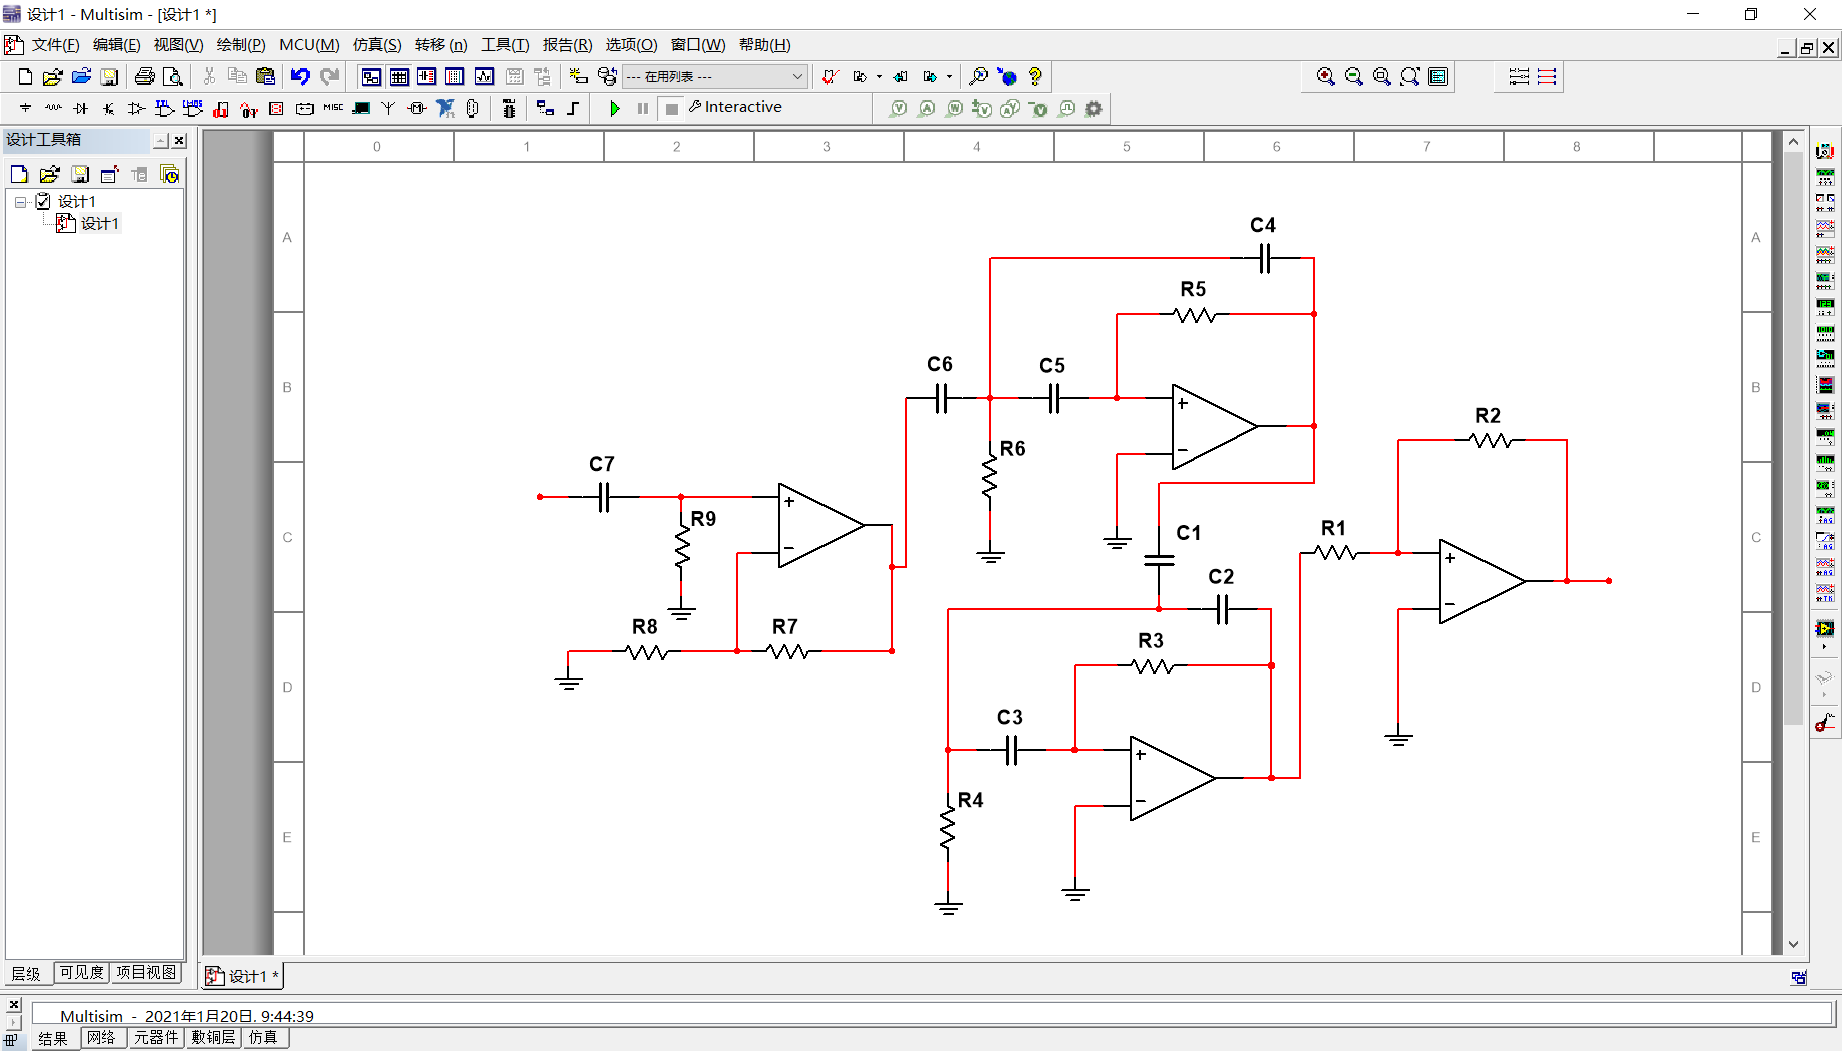 设计1 - Multisim - [设计1 *]
文件(F) 编辑(E) 视图(V) 绘制(P) MCU(M) 仿真(S) 转移 (n) 工具(T) 报告(R) 选项(O) 窗口(W) 帮助(H)
--- 在用列表 ---
MISC Interactive
设计工具箱
设计1
设计1
0 1 2 3 4 5 6 7 8
A A
B B
C C
D D
E E
C4
R5
C6 C5
R2
R6
C7
R9
R1
C1
C2
R8 R7
R3
C3
R4
+
−
+
−
+
−
+
−
层级 可见度 项目视图
设计1 *
Multisim - 2021年1月20日. 9:44:39
结果 网络 元器件 敷铜层 仿真